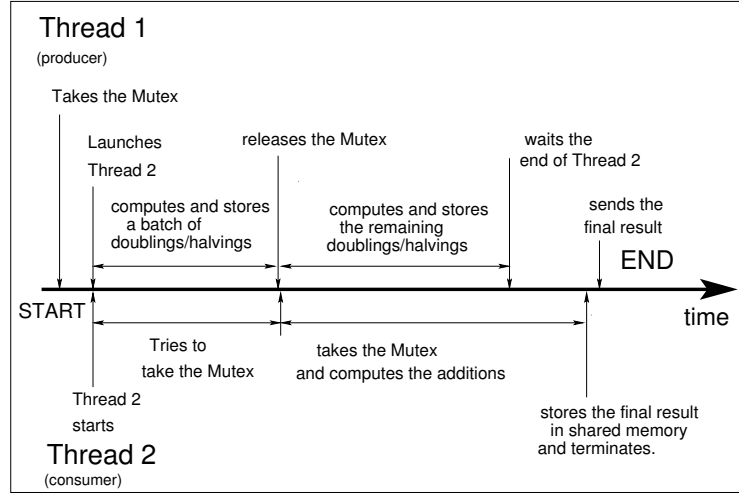 Thread 1
(producer)
Takes the Mutex
Launches
Thread 2
releases the Mutex
waits the
end of Thread 2
computes and stores
a batch of
doublings/halvings
computes and stores
the remaining
doublings/halvings
sends the
final result
END
START
time
Tries to
take the Mutex
takes the Mutex
and computes the additions
Thread 2
starts
stores the final result
in shared memory
and terminates.
Thread 2
(consumer)